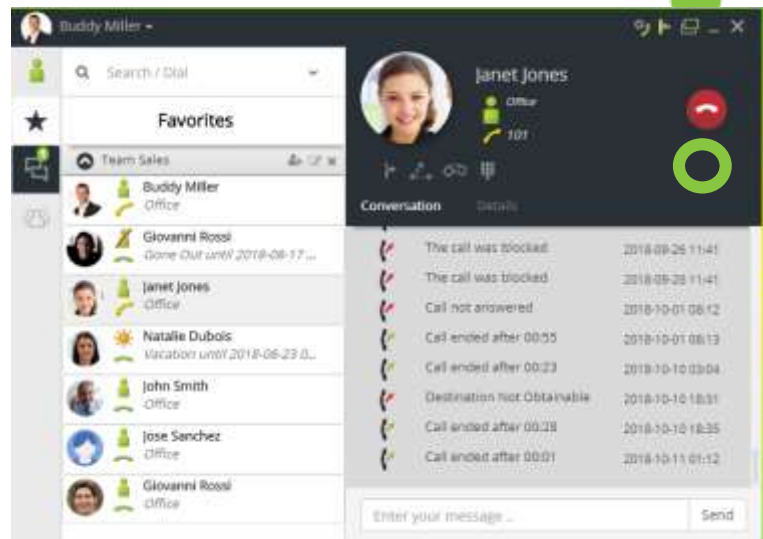 Buddy Miller
Search / Dial
Favorites
Team Sales
Buddy Miller
Office
Giovanni Rossi
Gone Out until 2018-08-17 ...
Janet Jones
Office
Natalie Dubois
Vacation until 2018-06-23 0...
John Smith
Office
Jose Sanchez
Office
Giovanni Rossi
Office
Janet Jones
Office
101
Conversation Details
The call was blocked 2018-09-26 11:41
The call was blocked 2018-09-26 11:41
Call not answered 2018-10-01 08:12
Call ended after 00:55 2018-10-01 08:13
Call ended after 00:23 2018-10-10 03:04
Destination Not Obtainable 2018-10-10 18:31
Call ended after 00:28 2018-10-10 18:35
Call ended after 00:01 2018-10-11 01:12
Enter your message ... Send